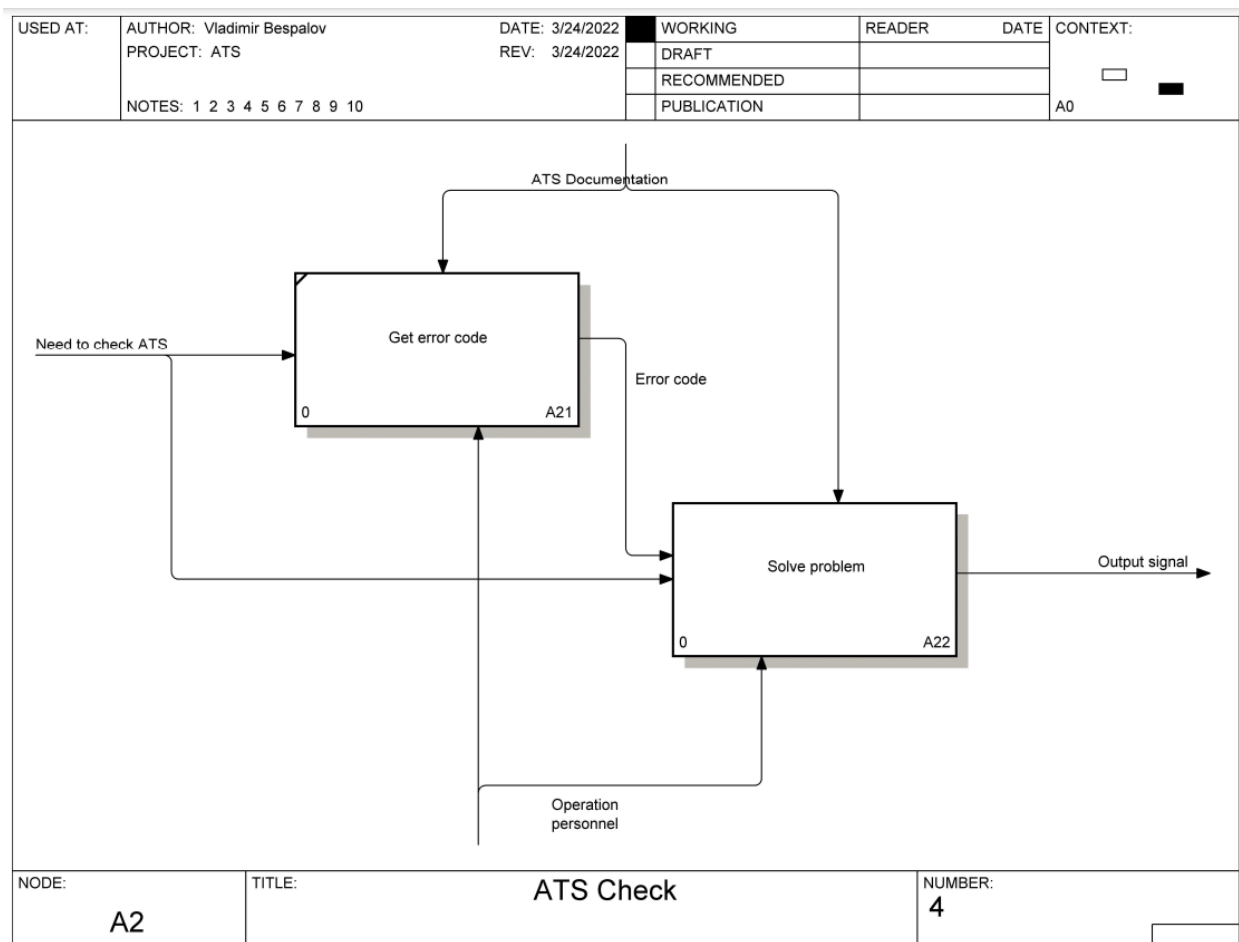 USED AT:
AUTHOR: Vladimir Bespalov
DATE: 3/24/2022
WORKING
READER
DATE
CONTEXT:
PROJECT: ATS
REV: 3/24/2022
DRAFT
RECOMMENDED
NOTES: 1 2 3 4 5 6 7 8 9 10
PUBLICATION
A0
ATS Documentation
Need to check ATS
Get error code
0
A21
Error code
Solve problem
0
A22
Output signal
Operation
personnel
NODE:
A2
TITLE:
ATS Check
NUMBER:
4